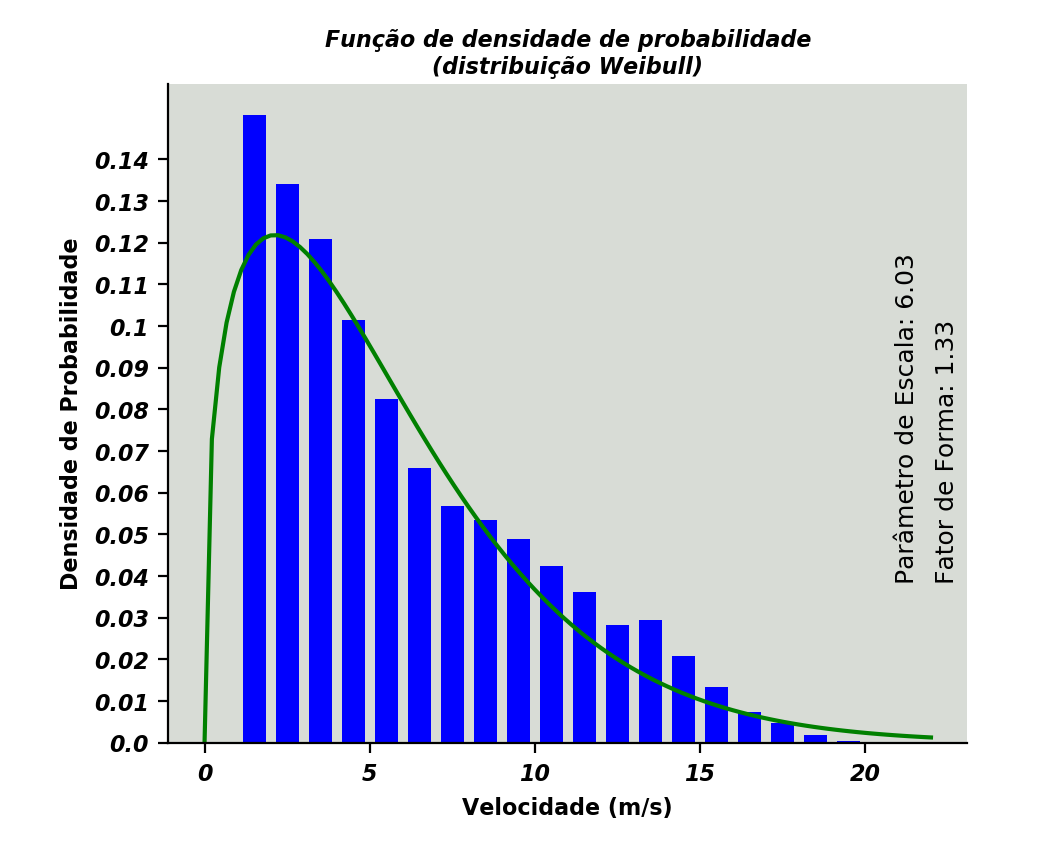 Função de densidade de probabilidade
(distribuição Weibull)
Densidade de Probabilidade
0.14
0.13
0.12
0.11
0.1
0.09
0.08
0.07
0.06
0.05
0.04
0.03
0.02
0.01
0.0
Parâmetro de Escala: 6.03
Fator de Forma: 1.33
0 5 10 15 20
Velocidade (m/s)